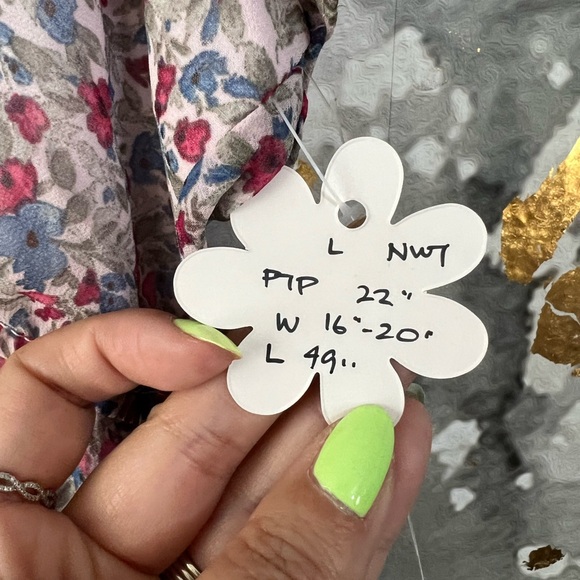 L NWT
PTP 22"
W 16"-20"
L 49"